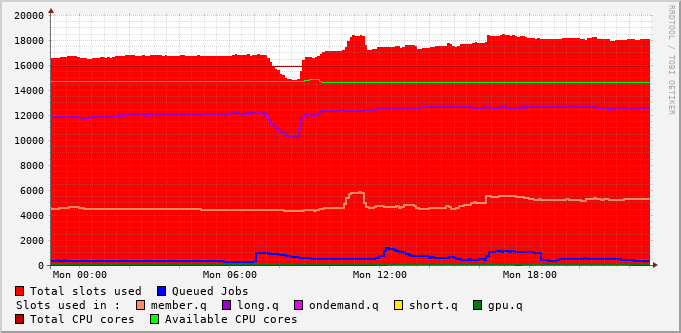 20000
18000
16000
14000
12000
10000
8000
6000
4000
2000
0
Mon 00:00 Mon 06:00 Mon 12:00 Mon 18:00
RRDTOOL / TOBI OETIKER
Total slots used Queued Jobs
Slots used in : member.q long.q ondemand.q short.q gpu.q
Total CPU cores Available CPU cores